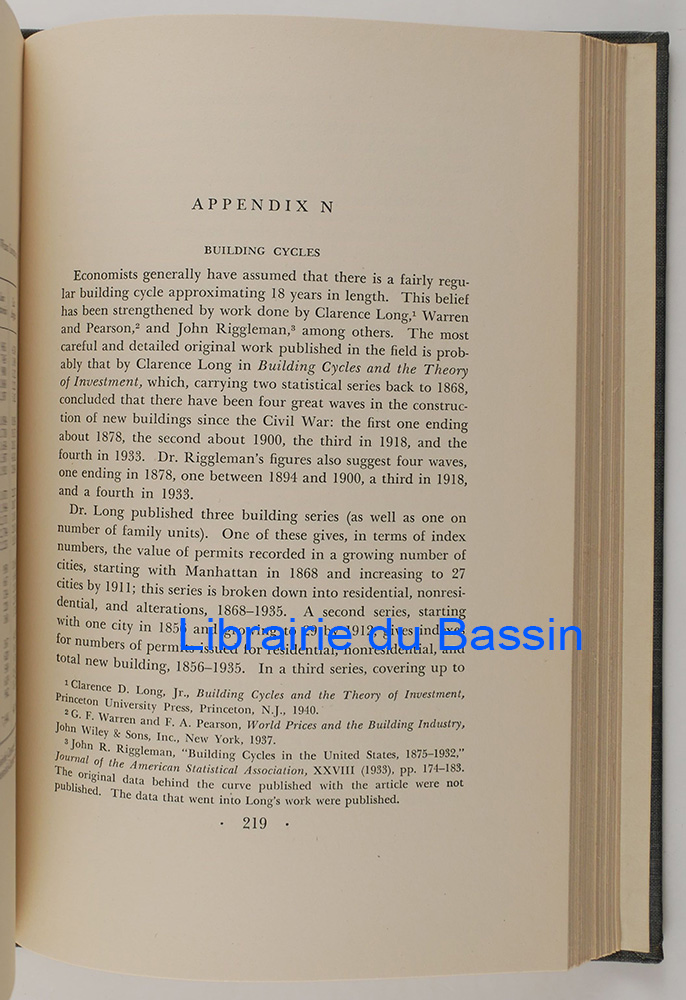 APPENDIX N
BUILDING CYCLES
Economists generally have assumed that there is a fairly regu-
lar building cycle approximating 18 years in length. This belief
has been strengthened by work done by Clarence Long,¹ Warren
and Pearson,² and John Riggleman,³ among others. The most
careful and detailed original work published in the field is prob-
ably that by Clarence Long in Building Cycles and the Theory
of Investment, which, carrying two statistical series back to 1868,
concluded that there have been four great waves in the construc-
tion of new buildings since the Civil War: the first one ending
about 1878, the second about 1900, the third in 1918, and the
fourth in 1933. Dr. Riggleman's figures also suggest four waves,
one ending in 1878, one between 1894 and 1900, a third in 1918,
and a fourth in 1933.
Dr. Long published three building series (as well as one on
number of family units). One of these gives, in terms of index
numbers, the value of permits recorded in a growing number of
cities, starting with Manhattan in 1868 and increasing to 27
cities by 1911; this series is broken down into residential, nonresi-
dential, and alterations, 1868–1935. A second series, starting
with one city in 1856 and growing to 29 by 1912, gives
Librairie du Bassin
for numbers of permits issued for residential, nonresidential, and
total new building, 1856–1935. In a third series, covering up to
¹ Clarence D. Long, Jr., Building Cycles and the Theory of Investment,
Princeton University Press, Princeton, N.J., 1940.
² G. F. Warren and F. A. Pearson, World Prices and the Building Industry,
John Wiley & Sons, Inc., New York, 1937.
³ John R. Riggleman, "Building Cycles in the United States, 1875–1932,"
Journal of the American Statistical Association, XXVIII (1933), pp. 174–183.
The original data behind the curve published with the article were not
published. The data that went into Long's work were published.
· 219 ·